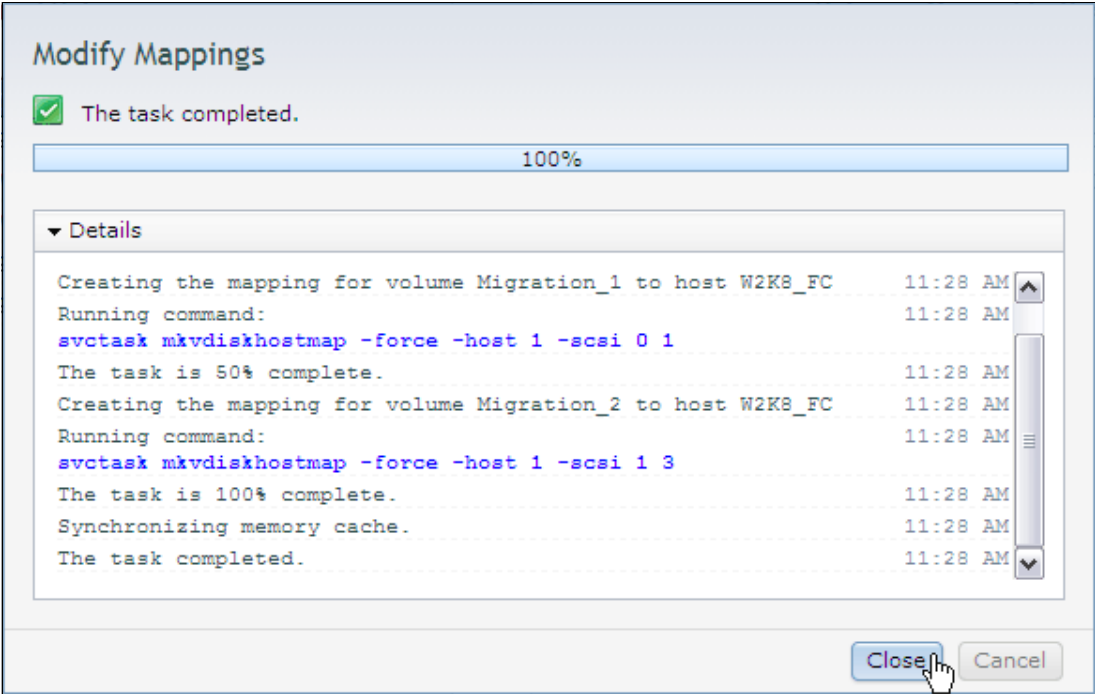 Modify Mappings
The task completed.
100%
Details
Creating the mapping for volume Migration_1 to host W2K8_FC 11:28 AM
Running command: 11:28 AM
svctask mkvdiskhostmap -force -host 1 -scsi 0 1
The task is 50% complete. 11:28 AM
Creating the mapping for volume Migration_2 to host W2K8_FC 11:28 AM
Running command: 11:28 AM
svctask mkvdiskhostmap -force -host 1 -scsi 1 3
The task is 100% complete. 11:28 AM
Synchronizing memory cache. 11:28 AM
The task completed. 11:28 AM
Close Cancel